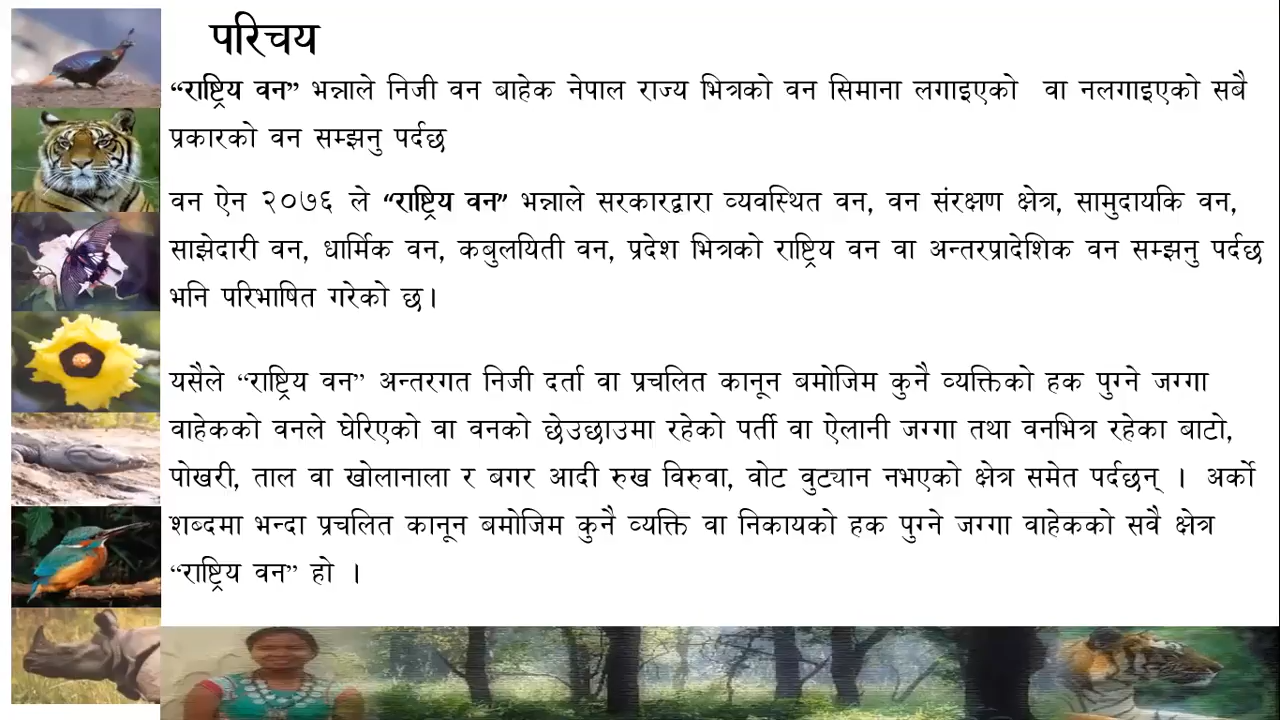 परिचय
“राष्ट्रिय वन” भन्नाले निजी वन बाहेक नेपाल राज्य भित्रको वन सिमाना लगाइएको वा नलगाइएको सबै
प्रकारको वन सम्झनु पर्दछ
वन ऐन २०७६ ले “राष्ट्रिय वन” भन्नाले सरकारद्वारा व्यवस्थित वन, वन संरक्षण क्षेत्र, सामुदायकि वन,
साझेदारी वन, धार्मिक वन, कबुलयिती वन, प्रदेश भित्रको राष्ट्रिय वन वा अन्तरप्रादेशिक वन सम्झनु पर्दछ
भनि परिभाषित गरेको छ।
यसैले “राष्ट्रिय वन” अन्तरगत निजी दर्ता वा प्रचलित कानून बमोजिम कुनै व्यक्तिको हक पुग्ने जग्गा
वाहेकको वनले घेरिएको वा वनको छेउछाउमा रहेको पर्ती वा ऐलानी जग्गा तथा वनभित्र रहेका बाटो,
पोखरी, ताल वा खोलानाला र बगर आदी रुख विरुवा, वोट वुट्यान नभएको क्षेत्र समेत पर्दछन् । अर्को
शब्दमा भन्दा प्रचलित कानून बमोजिम कुनै व्यक्ति वा निकायको हक पुग्ने जग्गा वाहेकको सवै क्षेत्र
“राष्ट्रिय वन” हो ।